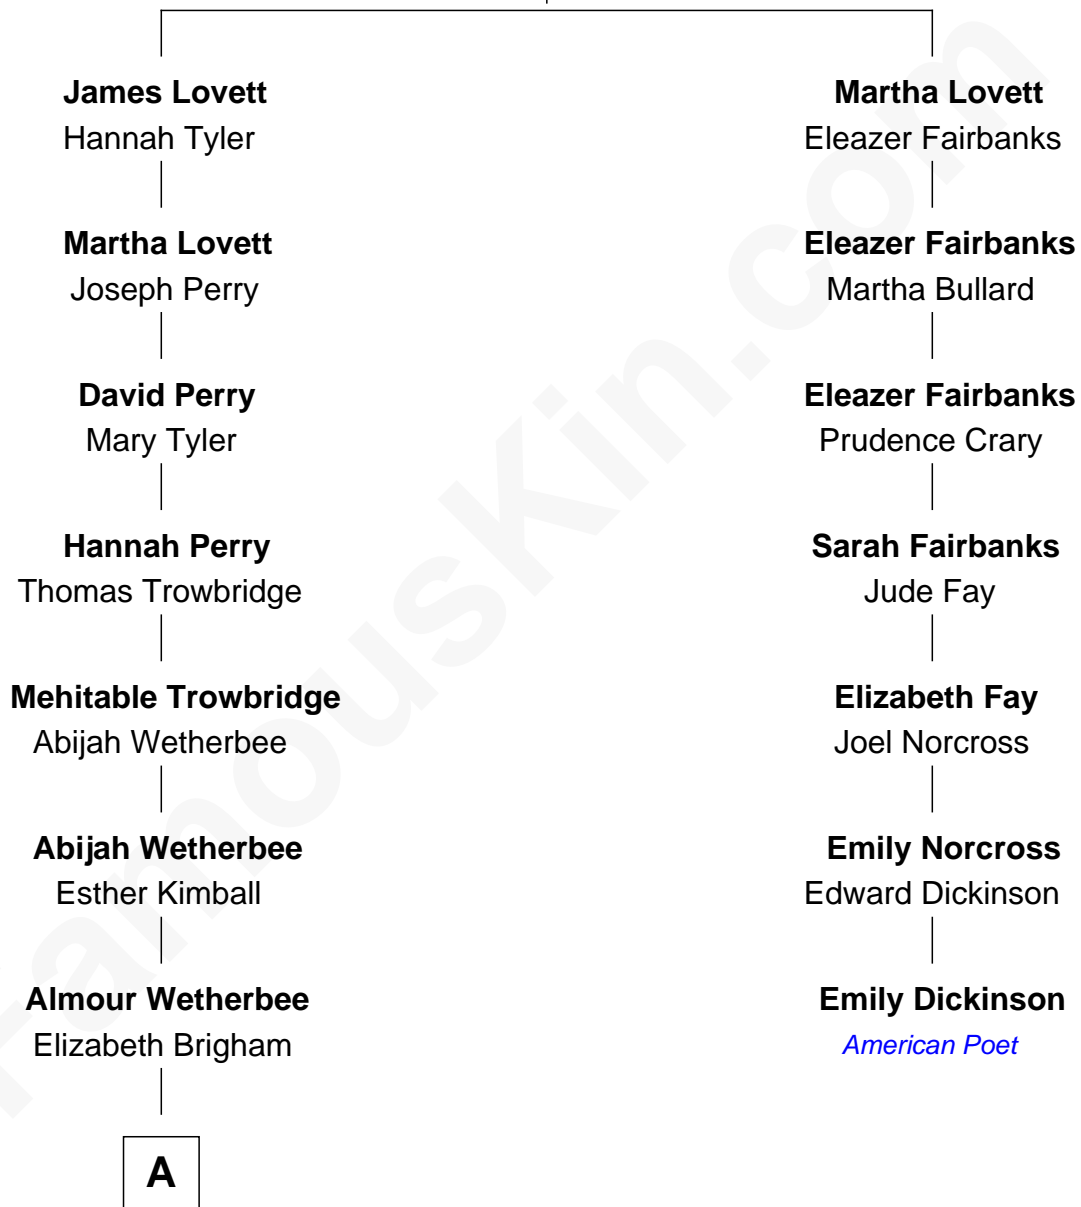 James Lovett
Hannah Tyler
Martha Lovett
Joseph Perry
David Perry
Mary Tyler
Hannah Perry
Thomas Trowbridge
Mehitable Trowbridge
Abijah Wetherbee
Abijah Wetherbee
Esther Kimball
Almour Wetherbee
Elizabeth Brigham
A
Martha Lovett
Eleazer Fairbanks
Eleazer Fairbanks
Martha Bullard
Eleazer Fairbanks
Prudence Crary
Sarah Fairbanks
Jude Fay
Elizabeth Fay
Joel Norcross
Emily Norcross
Edward Dickinson
Emily Dickinson
American Poet
FamousKin.com